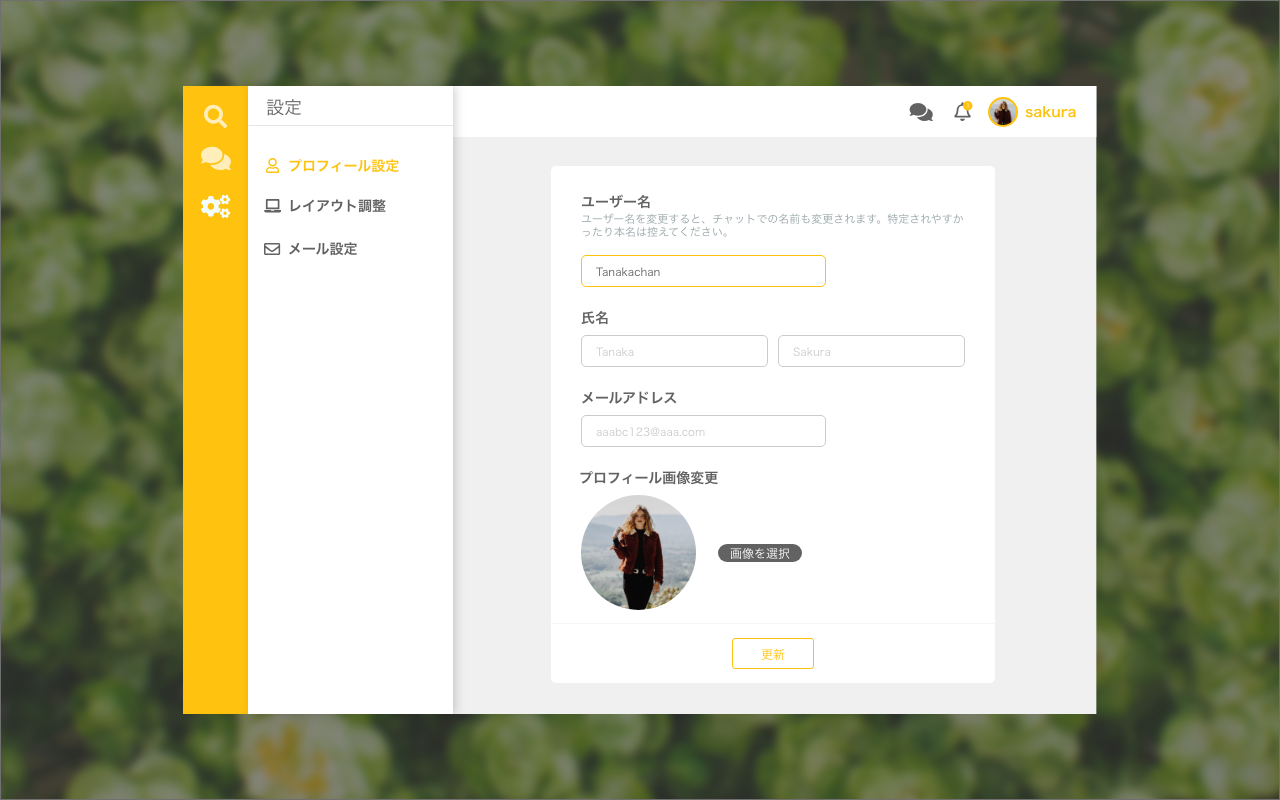 設定
sakura
プロフィール設定
レイアウト調整
メール設定
ユーザー名
ユーザー名を変更すると、チャットでの名前も変更されます。特定されやすか
ったり本名は控えてください。
Tanakachan
氏名
Tanaka
Sakura
メールアドレス
aaabc123@aaa.com
プロフィール画像変更
画像を選択
更新